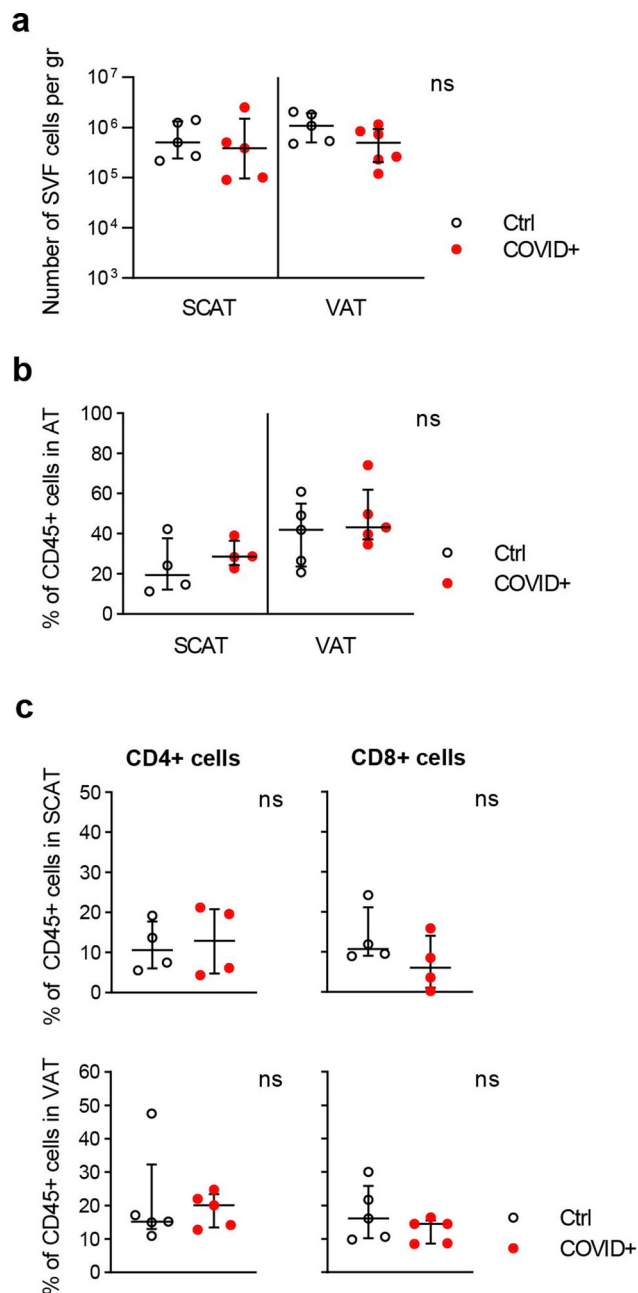 a
Number of SVF cells per gr
10⁷
10⁶
10⁵
10⁴
10³
ns
SCAT
VAT
Ctrl
COVID+
b
% of CD45+ cells in AT
100
80
60
40
20
0
ns
SCAT
VAT
Ctrl
COVID+
c
CD4+ cells
CD8+ cells
% of CD45+ cells in SCAT
50
40
30
20
10
0
ns
ns
% of CD45+ cells in VAT
60
50
40
30
20
10
0
ns
ns
Ctrl
COVID+